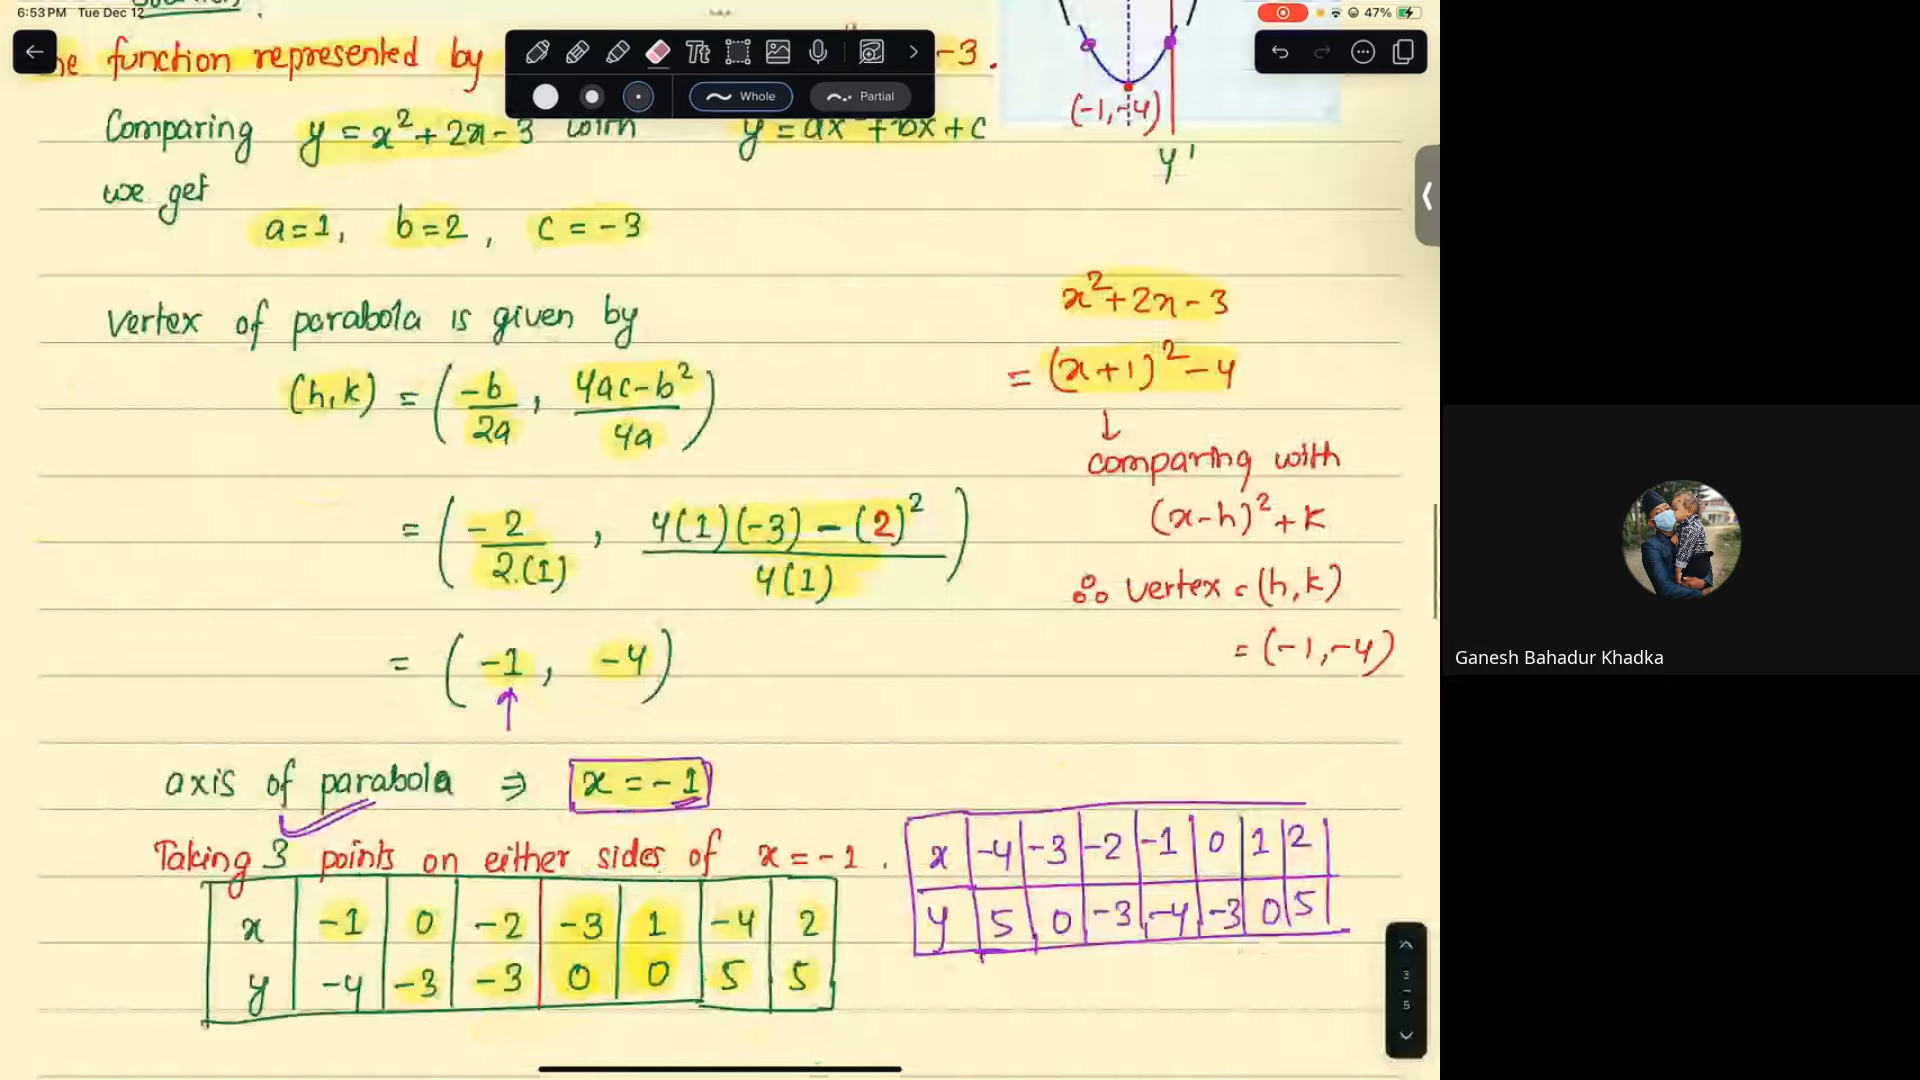 6:53 PM Tue Dec 12
47%
function represented by
-3.
Whole
Partial
(-1,-4)
y'
Comparing y = x² + 2x - 3 with y = ax² + bx + c
we get
a=1, b=2, c = -3
x² + 2x - 3
vertex of parabola is given by
= (x+1)² - 4
(h,k) = (-b/2a, 4ac-b²/4a)
↓
comparing with
(x-h)² + k
= (-2/2.(1), 4(1)(-3) - (2)²/4(1))
∴ vertex = (h,k)
= (-1,-4)
= (-1, -4)
↑
axis of parabola ⇒ x = -1
Taking 3 points on either sides of x = -1.
x -4 -3 -2 -1 0 1 2
y 5 0 -3 -4 -3 0 5
x -1 0 -2 -3 1 -4 2
y -4 -3 -3 0 0 5 5
3
5
Ganesh Bahadur Khadka